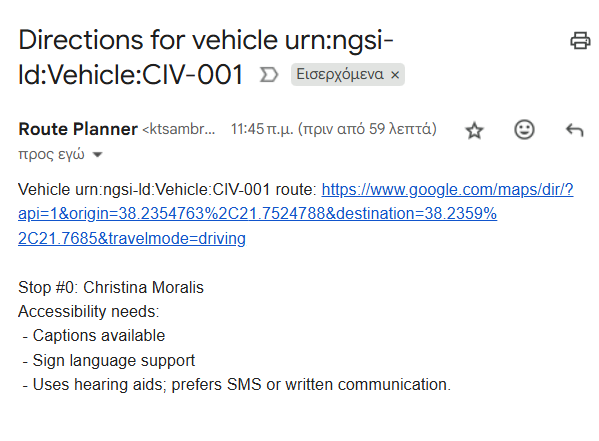 Directions for vehicle urn:ngsi-
ld:Vehicle:CIV-001 Εισερχόμενα ×
Route Planner <ktsambr... 11:45 π.μ. (πριν από 59 λεπτά)
προς εγώ
Vehicle urn:ngsi-ld:Vehicle:CIV-001 route: https://www.google.com/maps/dir/?
api=1&origin=38.2354763%2C21.7524788&destination=38.2359%
2C21.7685&travelmode=driving
Stop #0: Christina Moralis
Accessibility needs:
- Captions available
- Sign language support
- Uses hearing aids; prefers SMS or written communication.